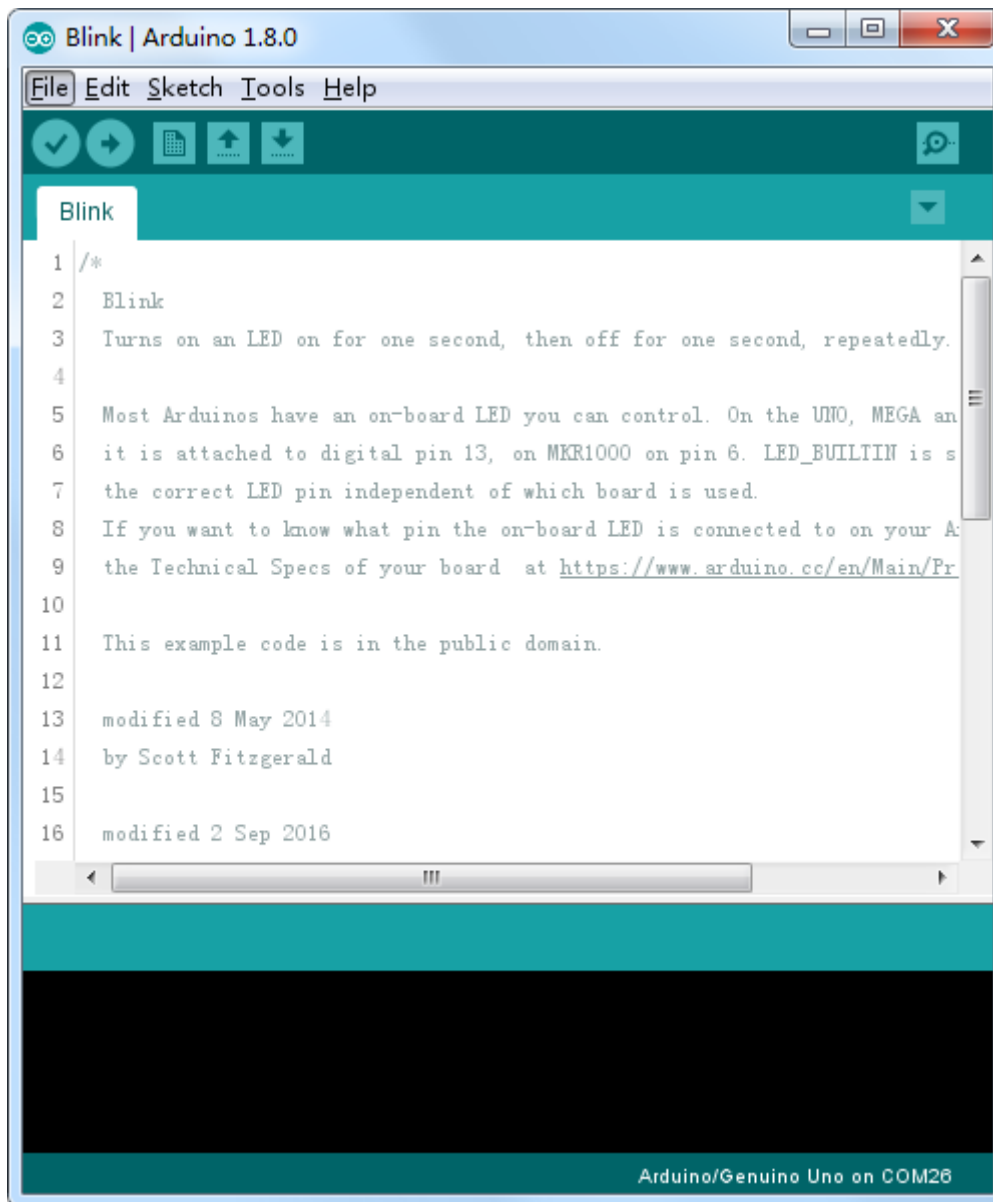 Blink | Arduino 1.8.0
File Edit Sketch Tools Help
Blink
1 /*
2 Blink
3 Turns on an LED on for one second, then off for one second, repeatedly.
4
5 Most Arduinos have an on-board LED you can control. On the UNO, MEGA an
6 it is attached to digital pin 13, on MKR1000 on pin 6. LED_BUILTIN is s
7 the correct LED pin independent of which board is used.
8 If you want to know what pin the on-board LED is connected to on your A
9 the Technical Specs of your board at https://www.arduino.cc/en/Main/Pr
10
11 This example code is in the public domain.
12
13 modified 8 May 2014
14 by Scott Fitzgerald
15
16 modified 2 Sep 2016
Arduino/Genuino Uno on COM26